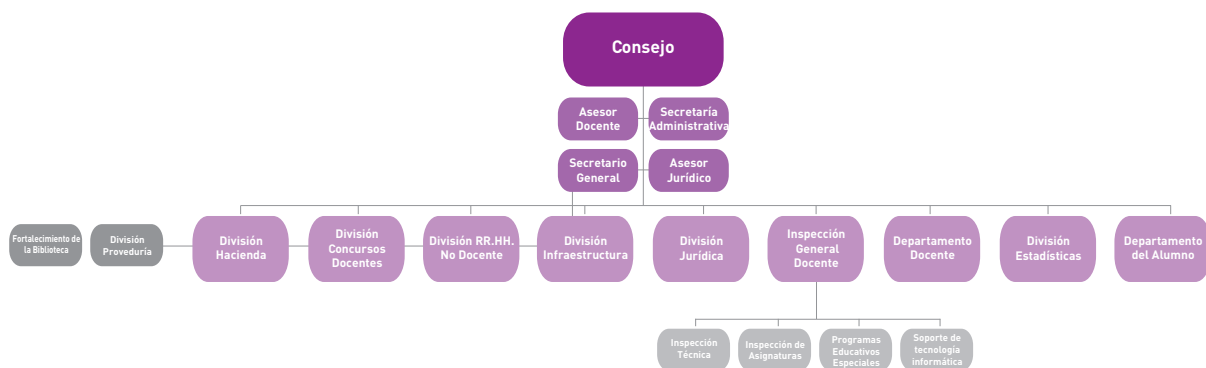 Consejo
Asesor
Docente
Secretaría
Administrativa
Secretario
General
Asesor
Jurídico
Fortalecimiento de
la Biblioteca
División
Proveduría
División
Hacienda
División
Concursos
Docentes
División RR.HH.
No Docente
División
Infraestructura
División
Jurídica
Inspección
General
Docente
Departamento
Docente
División
Estadísticas
Departamento
del Alumno
Inspección
Técnica
Inspección de
Asignaturas
Programas
Educativos
Especiales
Soporte de
tecnología
informática